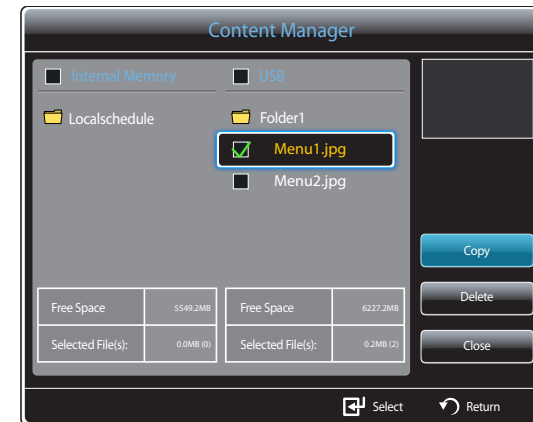 Content Manager
Internal Memory
USB
Localschedule
Folder1
Menu1.jpg
Menu2.jpg
Copy
Delete
Close
Free Space
5549.2MB
Free Space
6227.2MB
Selected File(s):
0.0MB (0)
Selected File(s):
0.2MB (2)
Select
Return